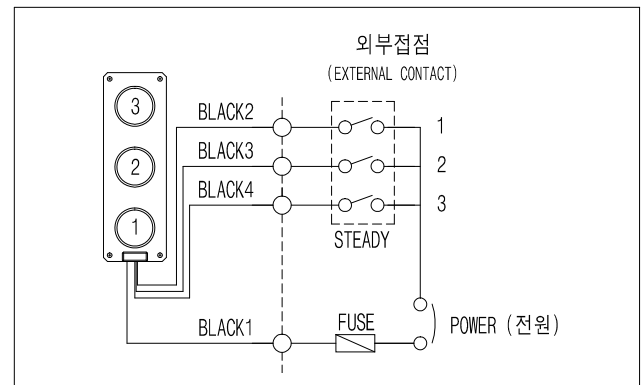 외부접점
(EXTERNAL CONTACT)
3
2
1
BLACK2
1
BLACK3
2
BLACK4
3
STEADY
BLACK1
FUSE
POWER (전원)